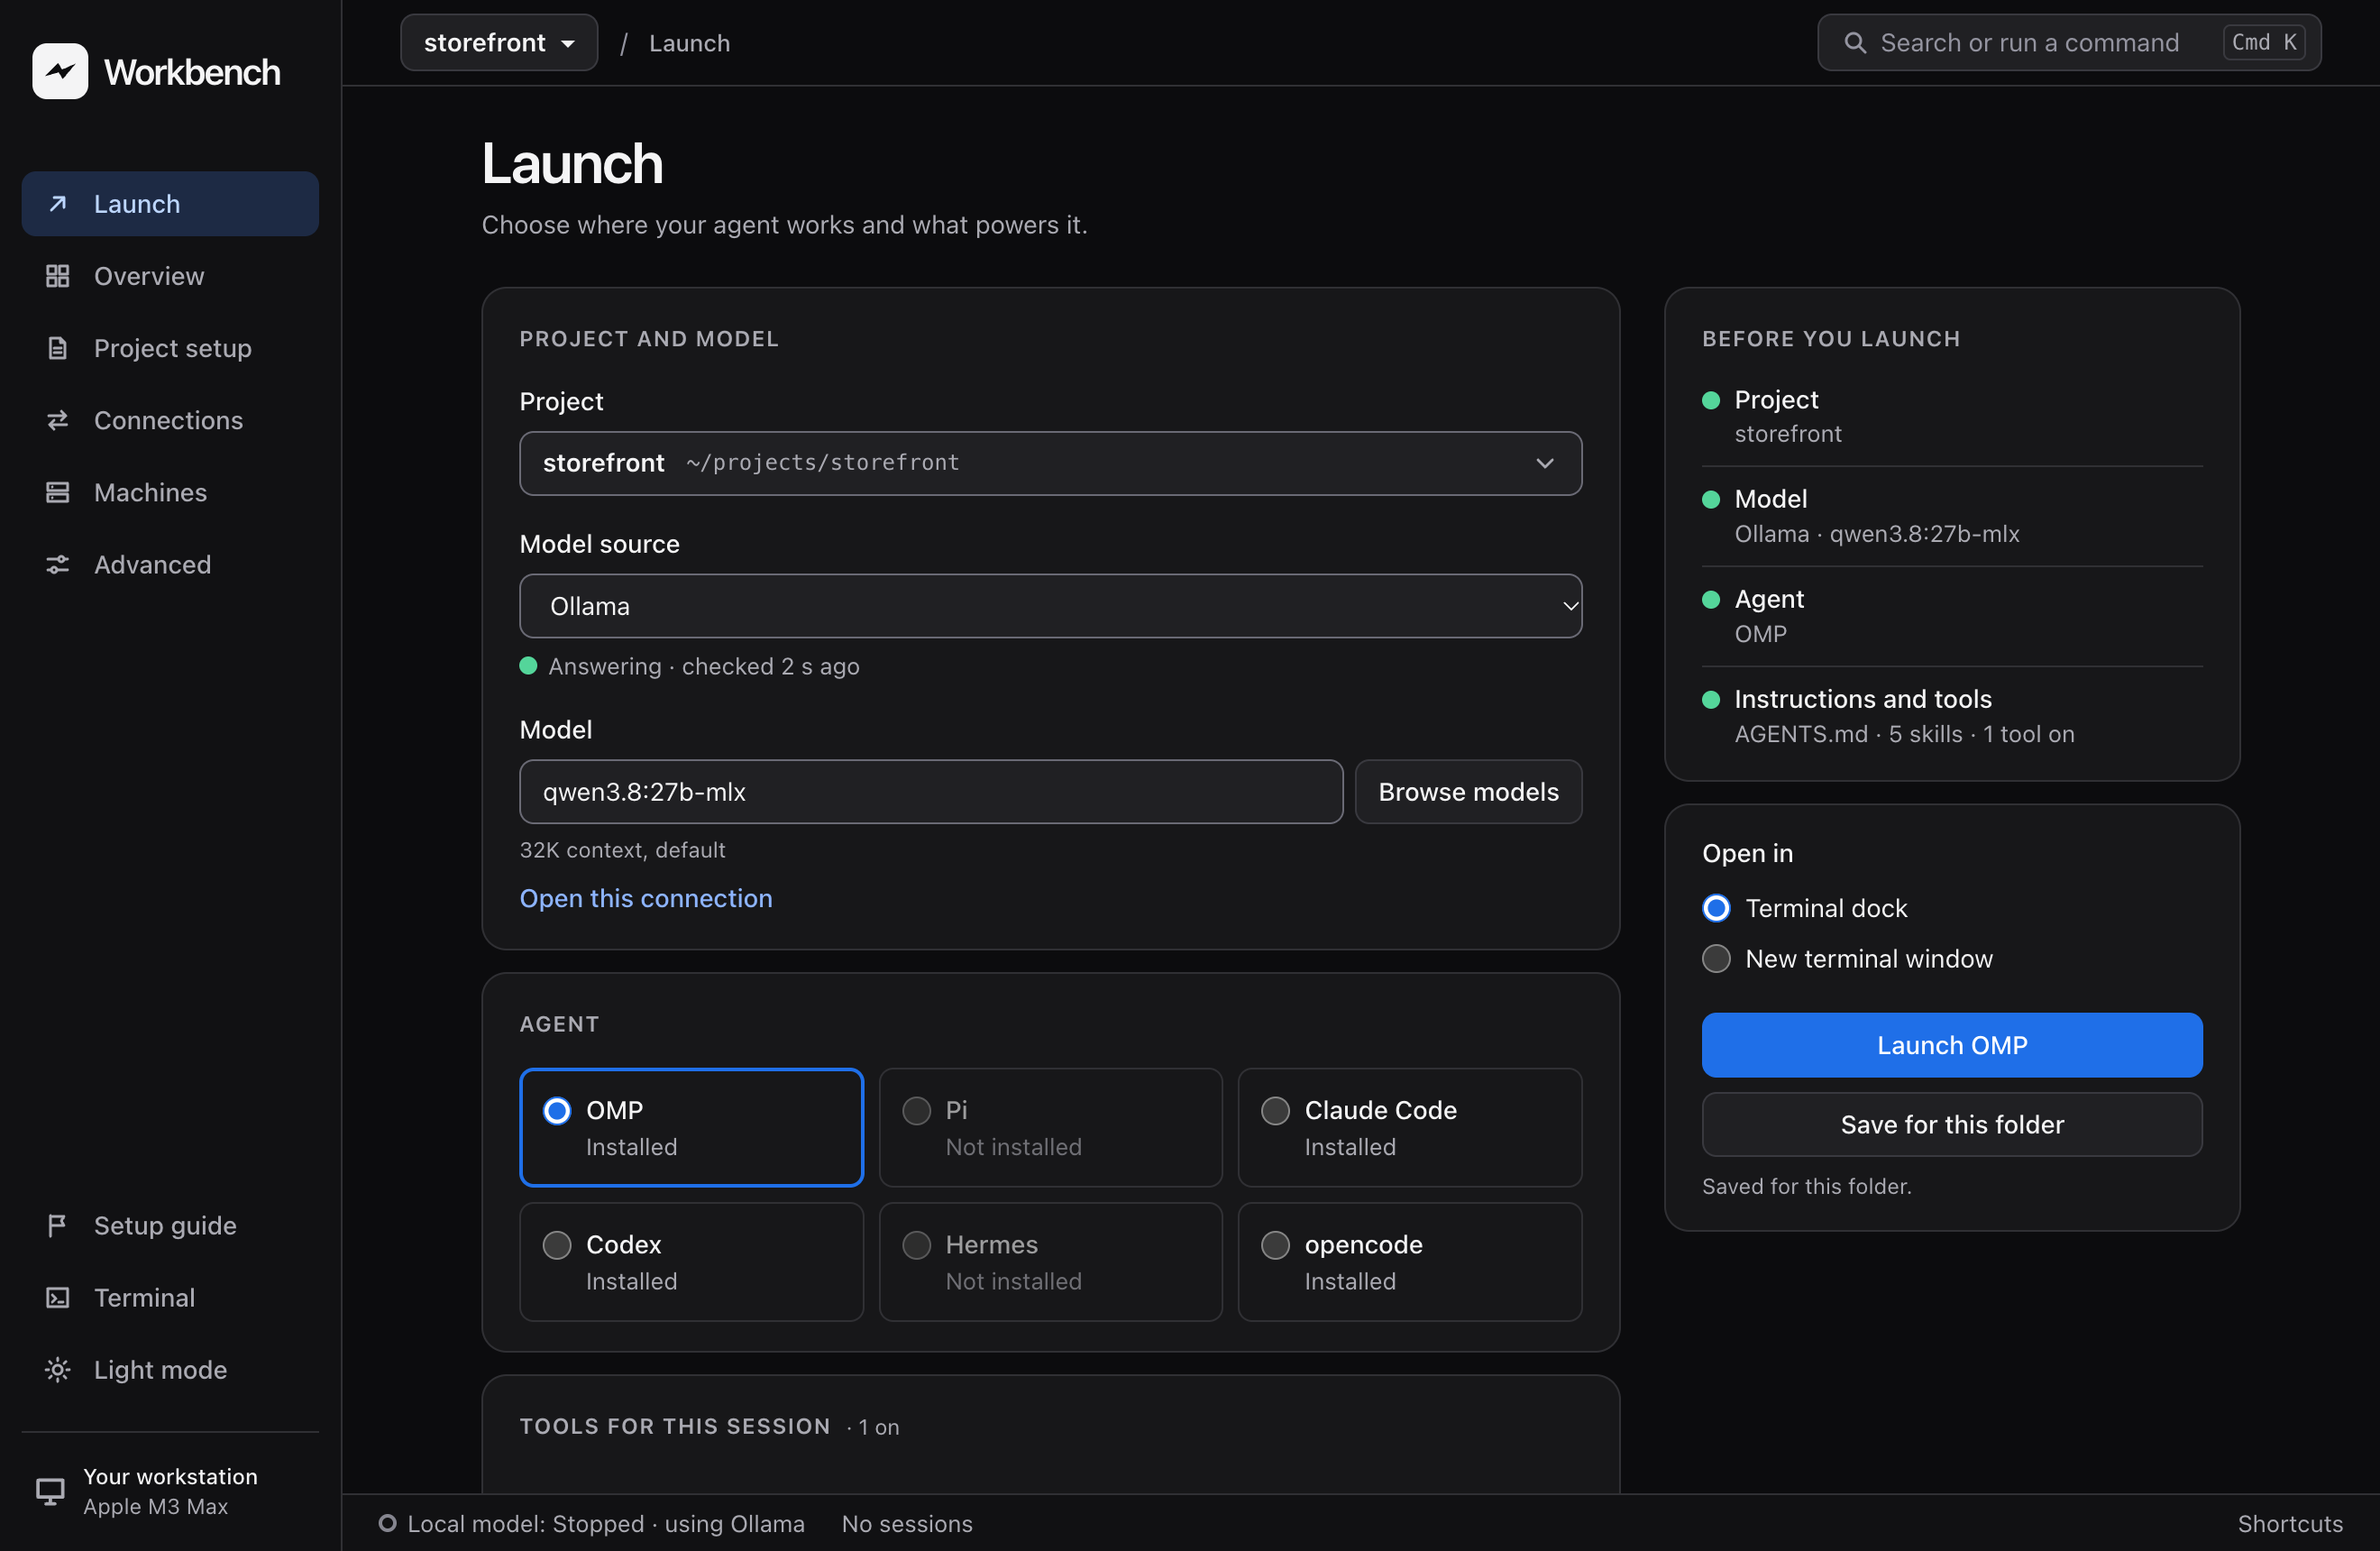 Workbench
Launch
Overview
Project setup
Connections
Machines
Advanced
Setup guide
Terminal
Light mode
Your workstation
Apple M3 Max
storefront / Launch
Search or run a command Cmd K
Launch
Choose where your agent works and what powers it.
PROJECT AND MODEL
Project
storefront ~/projects/storefront
Model source
Ollama
Answering · checked 2 s ago
Model
qwen3.8:27b-mlx Browse models
32K context, default
Open this connection
AGENT
OMP
Installed
Pi
Not installed
Claude Code
Installed
Codex
Installed
Hermes
Not installed
opencode
Installed
TOOLS FOR THIS SESSION · 1 on
BEFORE YOU LAUNCH
Project
storefront
Model
Ollama · qwen3.8:27b-mlx
Agent
OMP
Instructions and tools
AGENTS.md · 5 skills · 1 tool on
Open in
Terminal dock
New terminal window
Launch OMP
Save for this folder
Saved for this folder.
Local model: Stopped · using Ollama No sessions Shortcuts